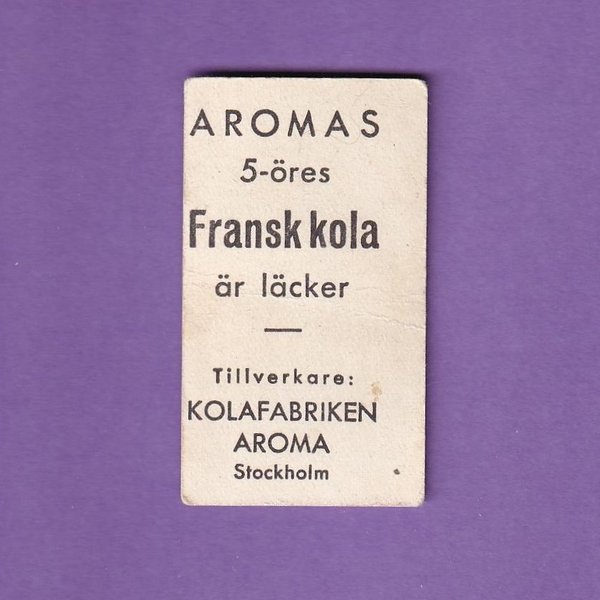 AROMAS
5-öres
Fransk kola
är läcker
Tillverkare:
KOLAFABRIKEN
AROMA
Stockholm